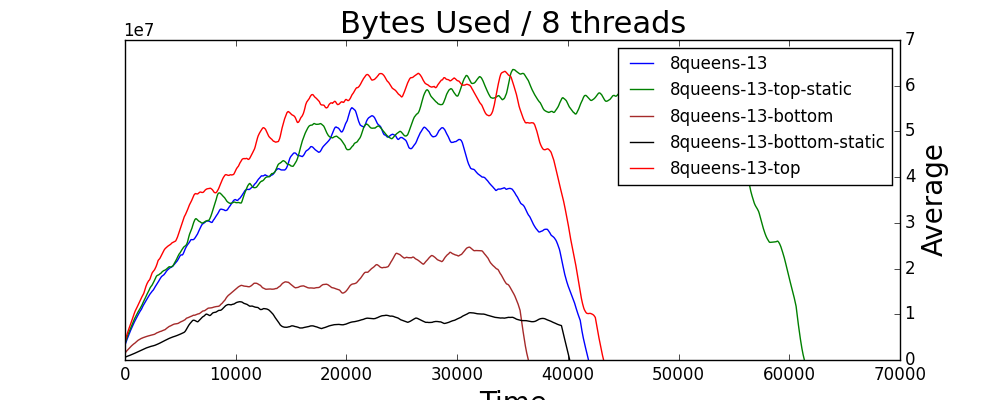 Bytes Used / 8 threads
1e7
8queens-13
8queens-13-top-static
8queens-13-bottom
8queens-13-bottom-static
8queens-13-top
7
6
5
4
3
2
1
0
Average
0 10000 20000 30000 40000 50000 60000 70000
Time